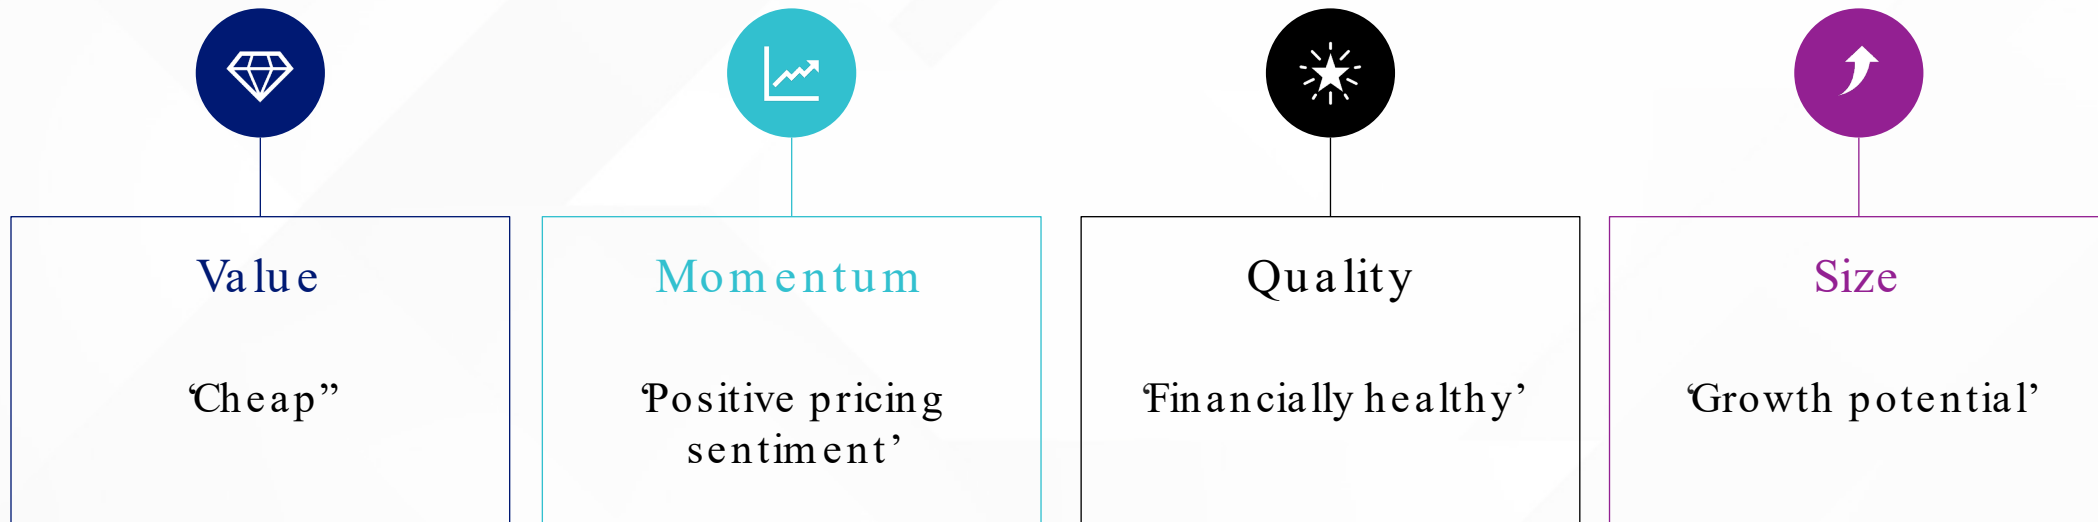 Value
‘Cheap”
Momentum
‘Positive pricing
sentiment’
Quality
‘Financially healthy’
Size
‘Growth potential’